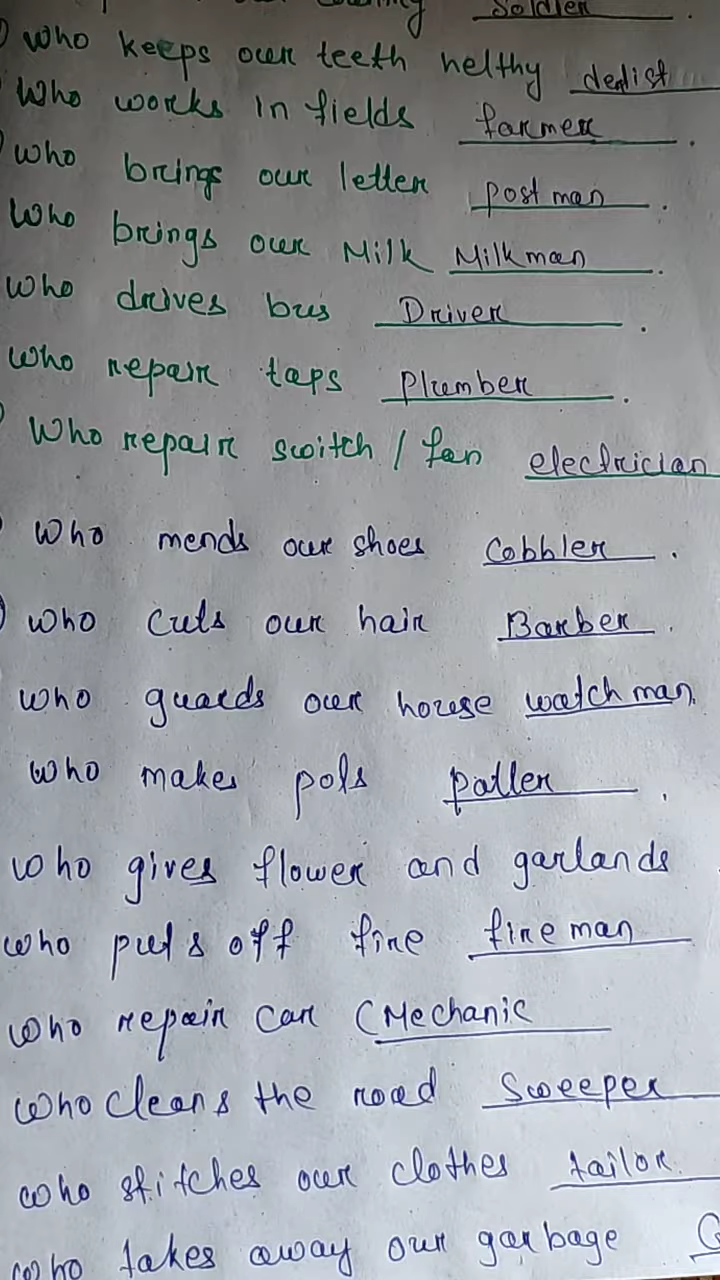 soldier .
) Who keeps our teeth helthy dentist
Who works in fields farmer .
) who brings our letter postman .
Who brings our Milk Milkman .
Who drives bus Driver .
Who repair taps Plumber .
) Who repair switch / fan electrician
Who mends our shoes Cobbler .
) who cuts our hair Barber .
who guards our house watchman.
who makes pots potter .
who gives flower and garlands
who puts off fire fireman
who repair car (Mechanic
who cleans the road Sweeper
who stitches our clothes tailor
who takes away our garbage G